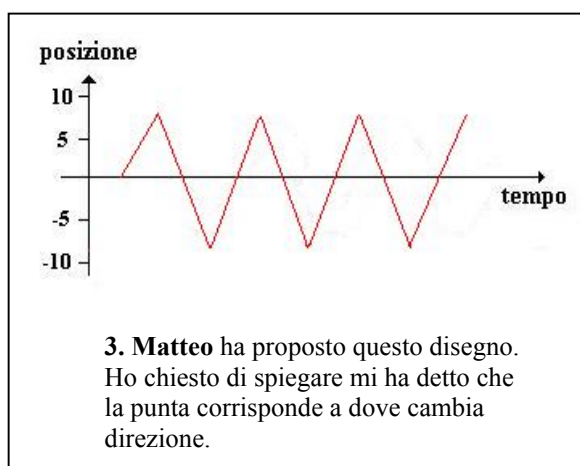 posizione
10
5
tempo
-5
-10
3. Matteo ha proposto questo disegno.
Ho chiesto di spiegare mi ha detto che
la punta corrisponde a dove cambia
direzione.